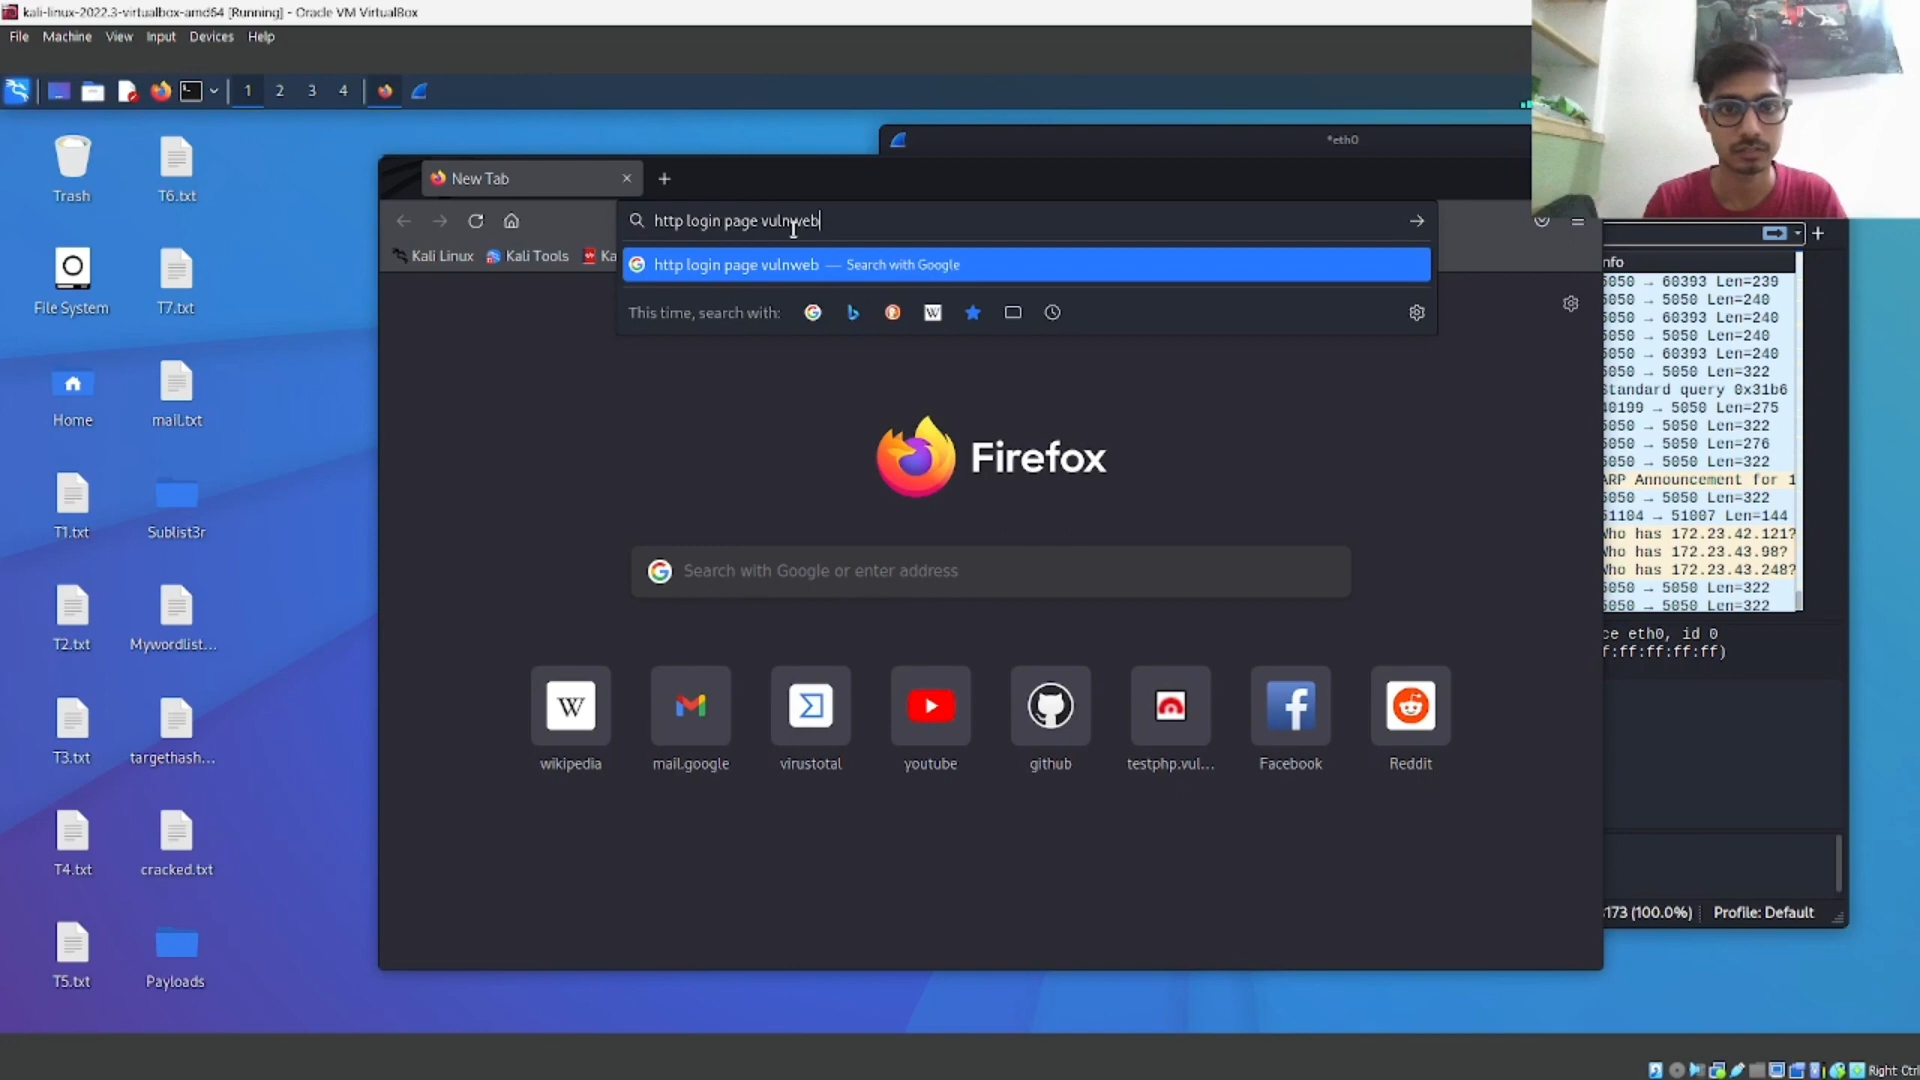 kali-linux-2022.3-virtualbox-amd64 [Running] - Oracle VM VirtualBox
File Machine View Input Devices Help
1 2 3 4
*eth0
New Tab
http login page vulnweb
Kali Linux Kali Tools Ka
http login page vulnweb — Search with Google
This time, search with:
Trash
T6.txt
File System
T7.txt
Home
mail.txt
T1.txt
Sublist3r
T2.txt
Mywordlist...
T3.txt
targethash...
T4.txt
cracked.txt
T5.txt
Payloads
Firefox
Search with Google or enter address
wikipedia
mail.google
virustotal
youtube
github
testphp.vul...
Facebook
Reddit
nfo
5050 → 60393 Len=239
5050 → 60393 Len=240
5050 → 60393 Len=240
5050 → 5050 Len=240
5050 → 60393 Len=240
5050 → 5050 Len=322
Standard query 0x31b6
40199 → 5050 Len=275
5050 → 5050 Len=322
5050 → 5050 Len=276
5050 → 5050 Len=322
ARP Announcement for 1
5050 → 5050 Len=322
51104 → 51007 Len=144
Who has 172.23.42.121?
Who has 172.23.43.98?
Who has 172.23.43.248?
5050 → 5050 Len=322
5050 → 5050 Len=322
ce eth0, id 0
f:ff:ff:ff:ff)
173 (100.0%)
Profile: Default
Right Ctrl